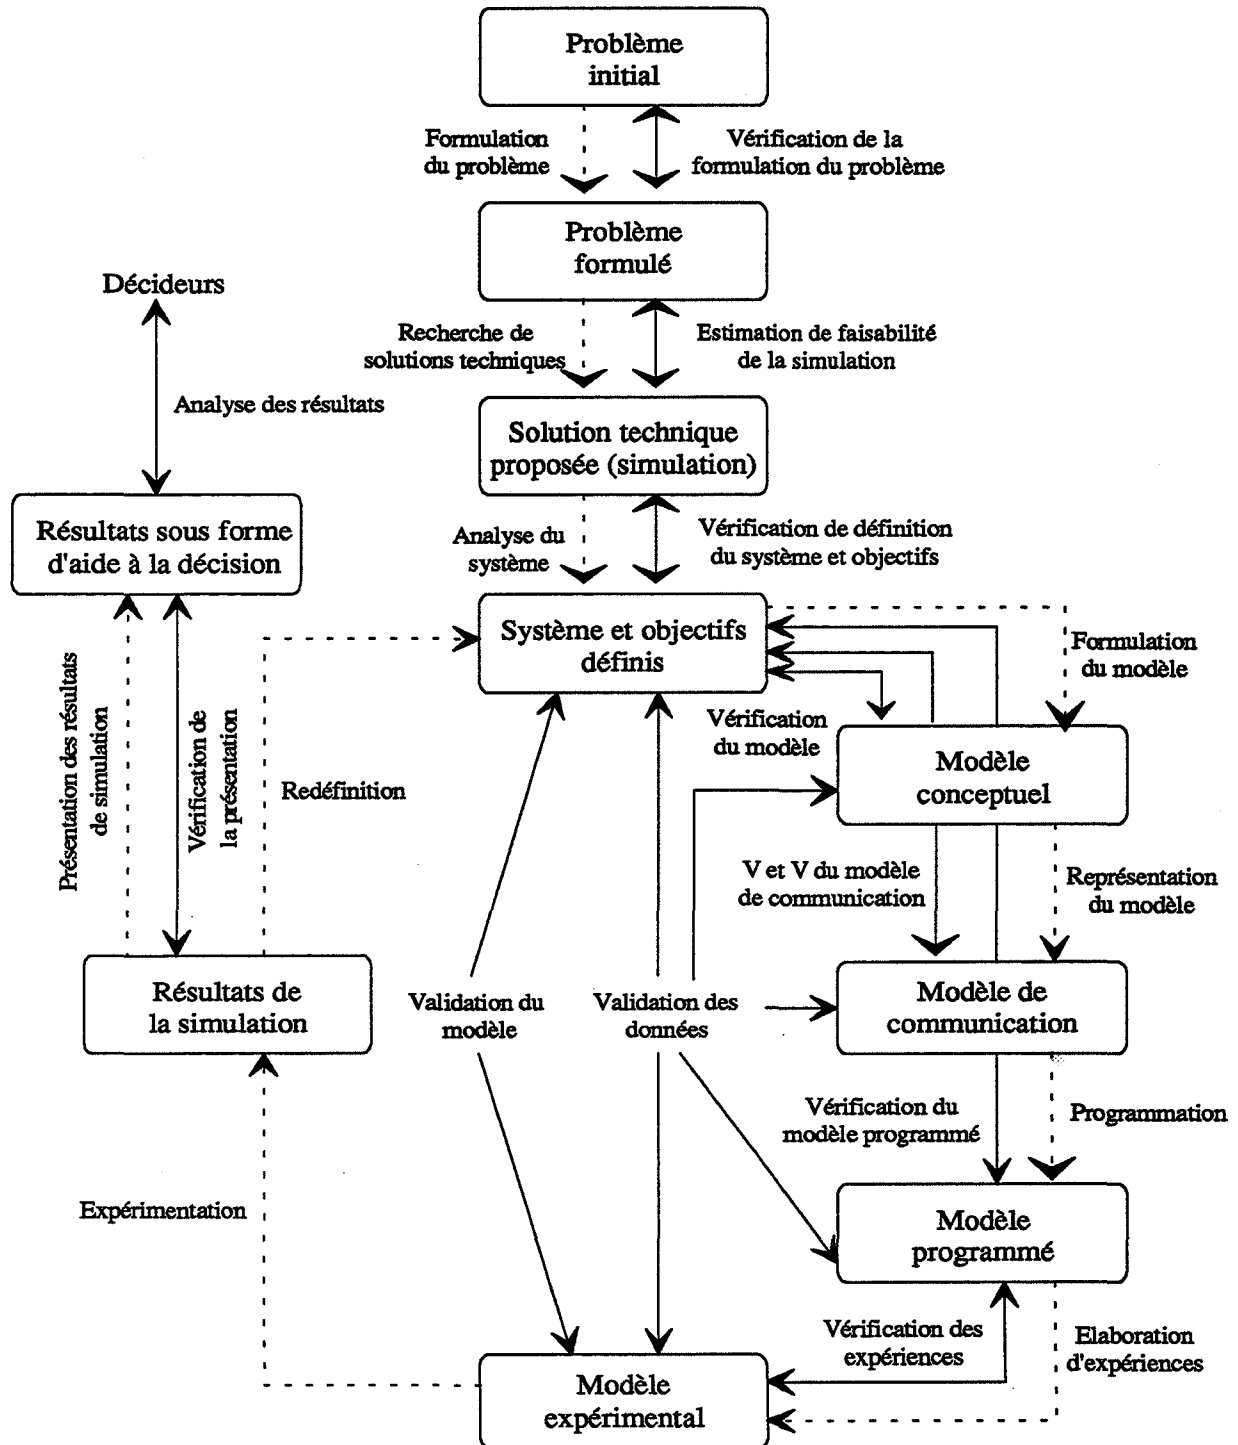 Problème
initial
Formulation
du problème
Vérification de la
formulation du problème
Problème
formulé
Décideurs
Recherche de
solutions techniques
Estimation de faisabilité
de la simulation
Analyse des résultats
Solution technique
proposée (simulation)
Résultats sous forme
d'aide à la décision
Analyse du
système
Vérification de définition
du système et objectifs
Système et objectifs
définis
Formulation
du modèle
Présentation des résultats
de simulation
Vérification de
la présentation
Redéfinition
Vérification
du modèle
Modèle
conceptuel
V et V du modèle
de communication
Représentation
du modèle
Résultats de
la simulation
Validation du
modèle
Validation des
données
Modèle de
communication
Vérification du
modèle programmé
Programmation
Expérimentation
Modèle
programmé
Vérification des
expériences
Elaboration
d'expériences
Modèle
expérimental